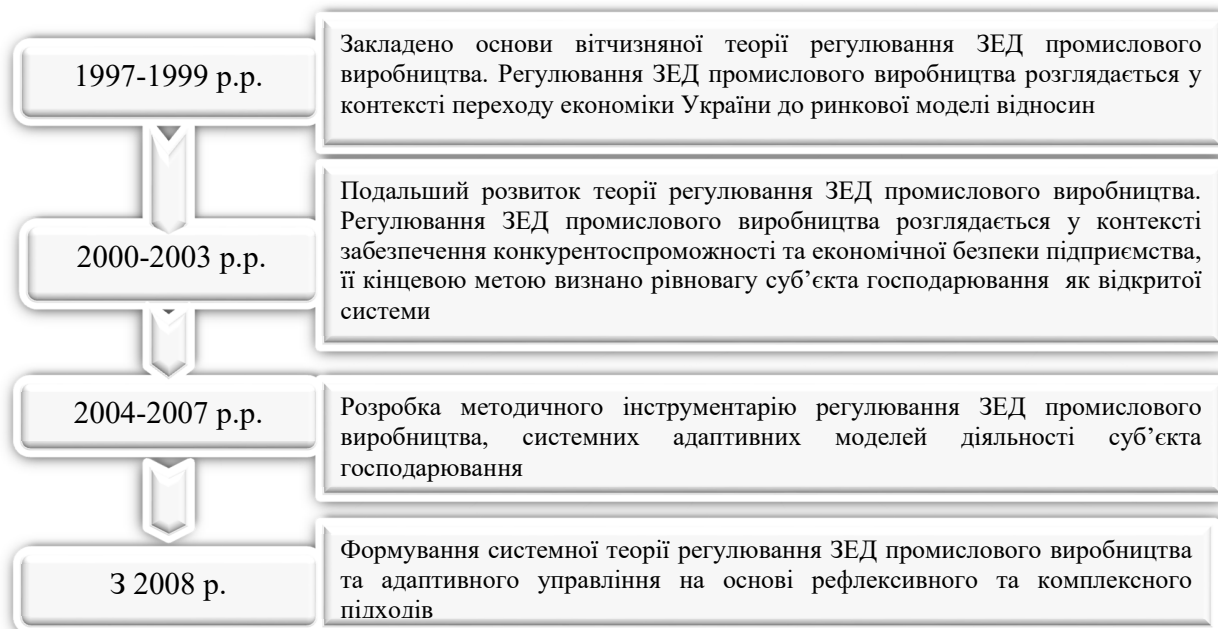 1997-1999 р.р.
Закладено основи вітчизняної теорії регулювання ЗЕД промислового
виробництва. Регулювання ЗЕД промислового виробництва розглядається у
контексті переходу економіки України до ринкової моделі відносин
2000-2003 р.р.
Подальший розвиток теорії регулювання ЗЕД промислового виробництва.
Регулювання ЗЕД промислового виробництва розглядається у контексті
забезпечення конкурентоспроможності та економічної безпеки підприємства,
її кінцевою метою визнано рівновагу суб’єкта господарювання як відкритої
системи
2004-2007 р.р.
Розробка методичного інструментарію регулювання ЗЕД промислового
виробництва, системних адаптивних моделей діяльності суб’єкта
господарювання
З 2008 р.
Формування системної теорії регулювання ЗЕД промислового виробництва
та адаптивного управління на основі рефлексивного та комплексного
підходів